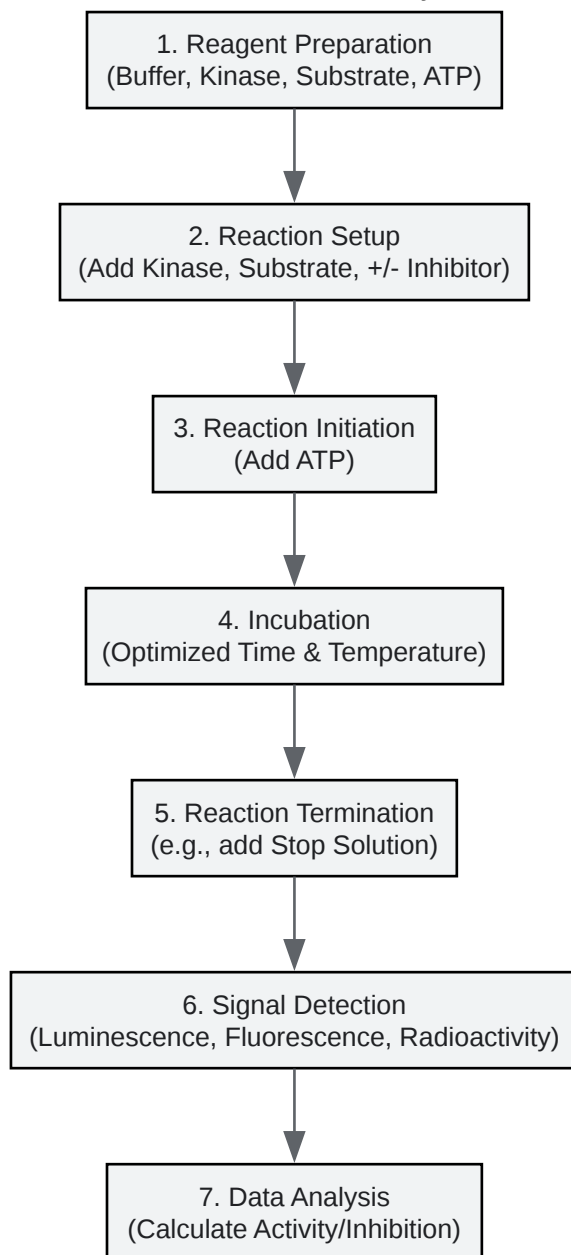 1. Reagent Preparation
(Buffer, Kinase, Substrate, ATP)
2. Reaction Setup
(Add Kinase, Substrate, +/- Inhibitor)
3. Reaction Initiation
(Add ATP)
4. Incubation
(Optimized Time & Temperature)
5. Reaction Termination
(e.g., add Stop Solution)
6. Signal Detection
(Luminescence, Fluorescence, Radioactivity)
7. Data Analysis
(Calculate Activity/Inhibition)